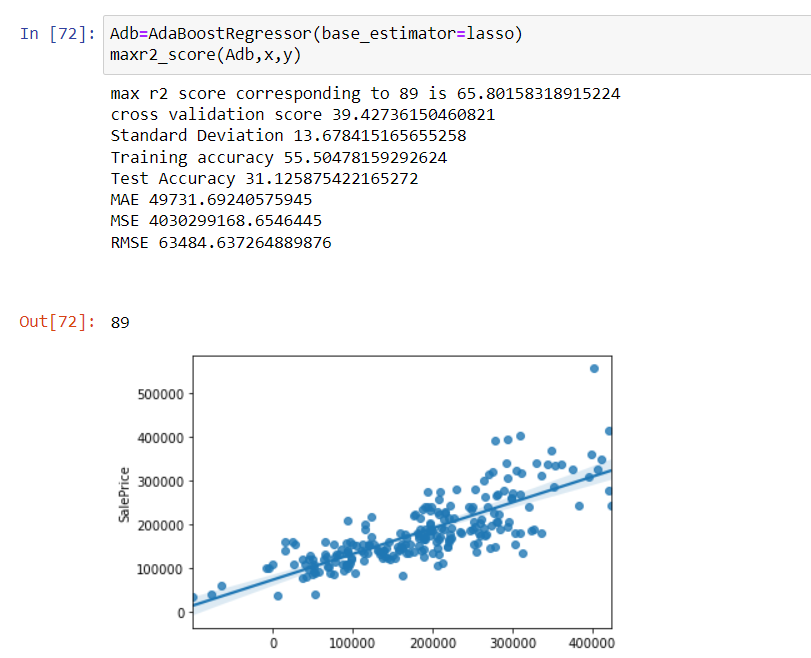 In [72]: Adb=AdaBoostRegressor(base_estimator=lasso)
maxr2_score(Adb,x,y)
max r2 score corresponding to 89 is 65.80158318915224
cross validation score 39.42736150460821
Standard Deviation 13.678415165655258
Training accuracy 55.50478159292624
Test Accuracy 31.125875422165272
MAE 49731.69240575945
MSE 4030299168.6546445
RMSE 63484.637264889876
Out[72]: 89
500000
400000
300000
200000
100000
0
SalePrice
0 100000 200000 300000 400000